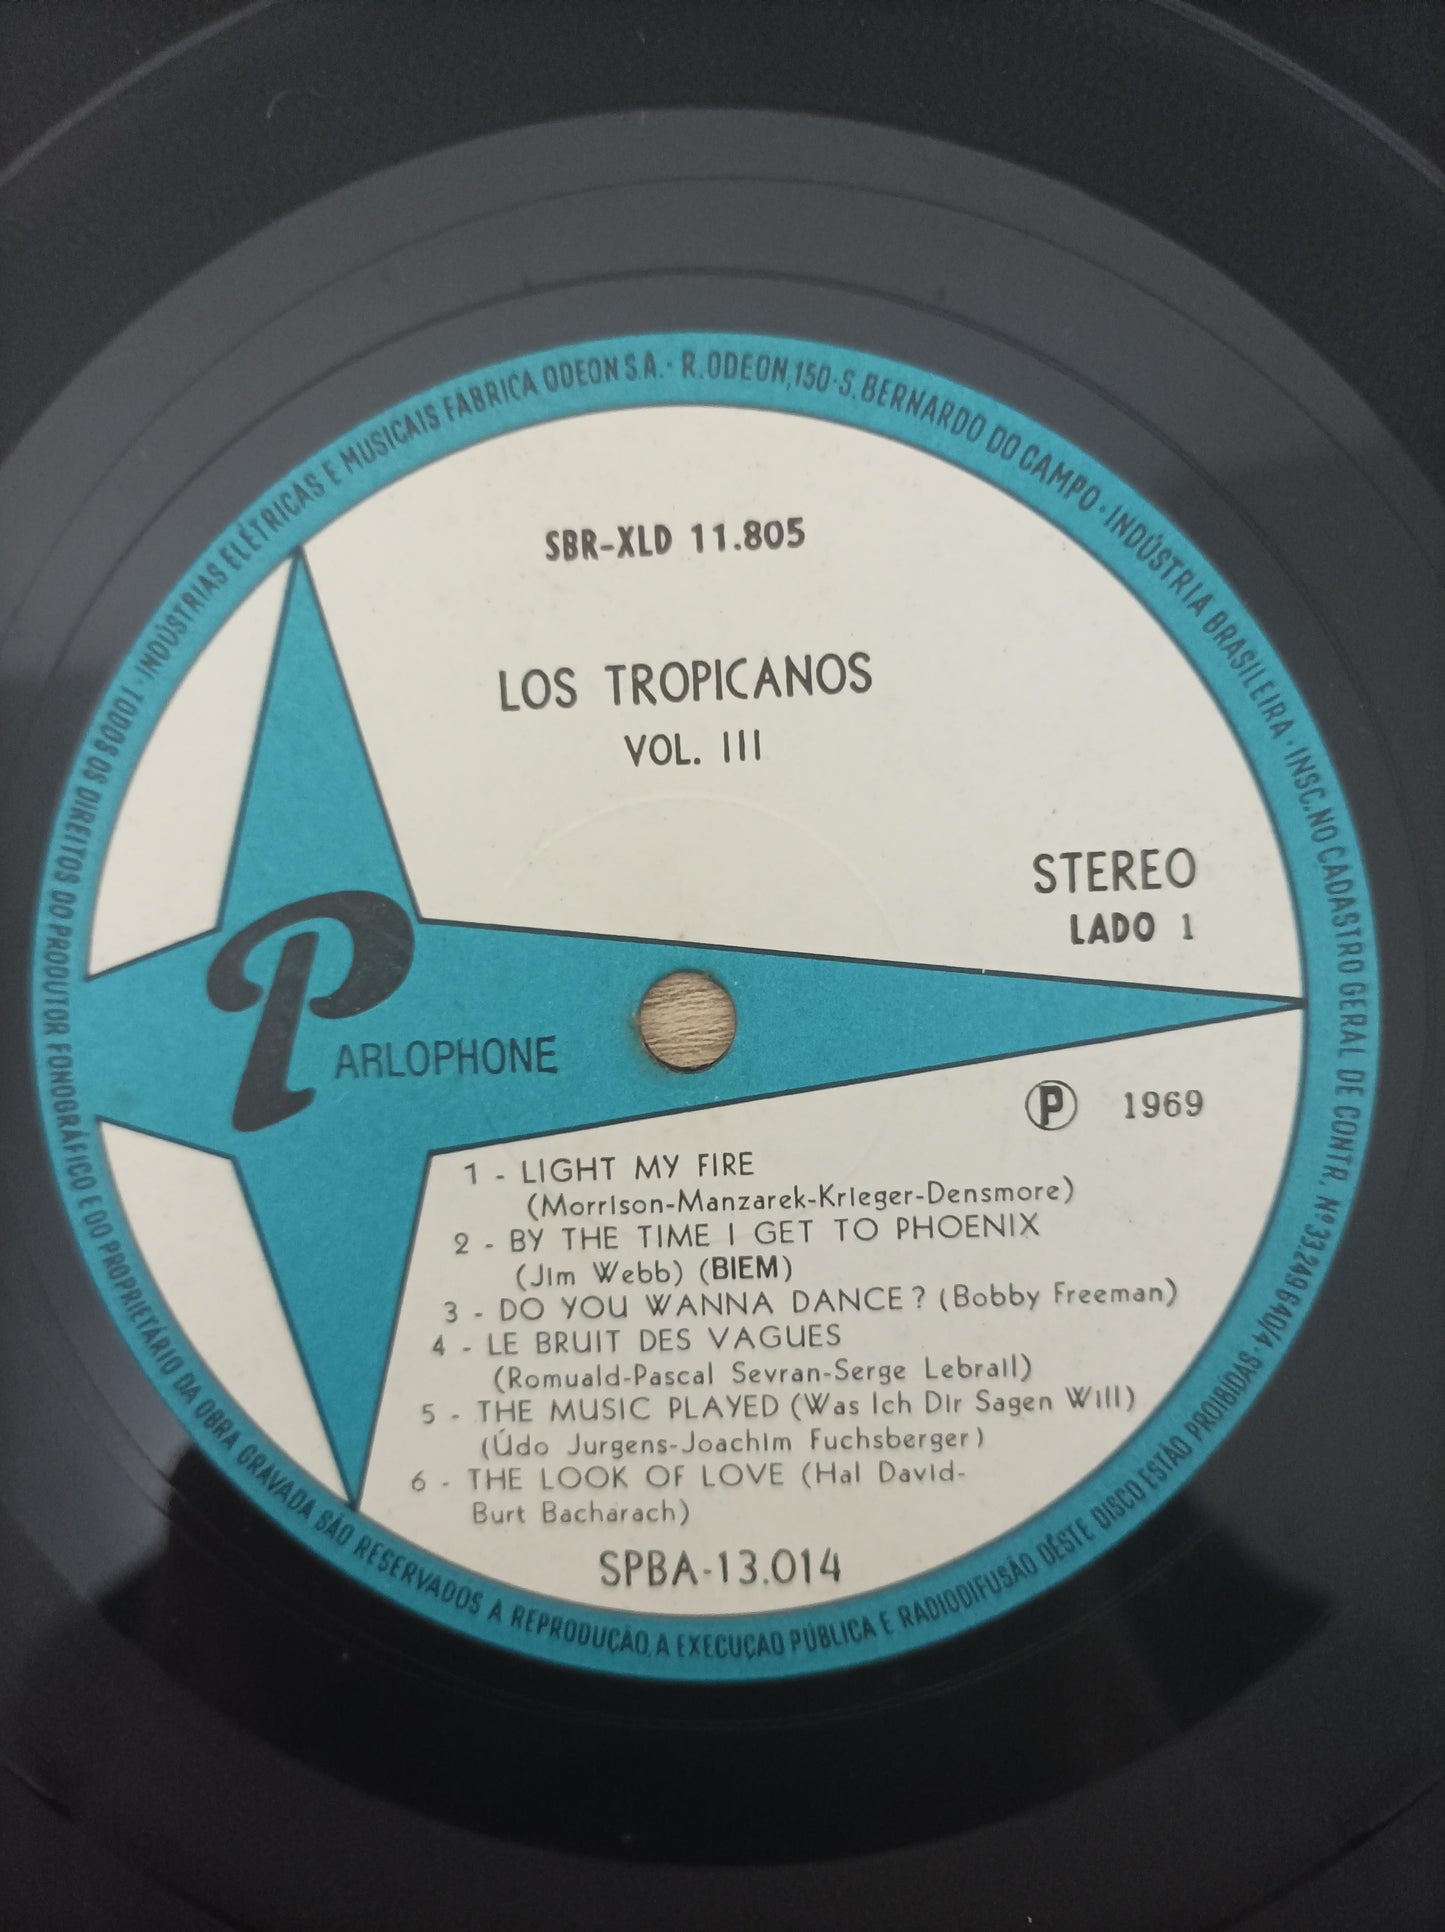 INDÚSTRIAS ELÉTRICAS E MUSICAIS FÁBRICA ODEON S.A. · R. ODEON, 150 · S. BERNARDO DO CAMPO · INDÚSTRIA BRASILEIRA · INSC. NO CADASTRO GERAL DE CONTR. Nº 33 249 640/4 ·
TODOS OS DIREITOS DO PRODUTOR FONOGRÁFICO E DO PROPRIETÁRIO DA OBRA GRAVADA SÃO RESERVADOS A REPRODUÇÃO, A EXECUÇÃO PÚBLICA E RADIODIFUSÃO DÊSTE DISCO ESTÃO PROIBIDAS ·
SBR-XLD 11.805
LOS TROPICANOS
VOL. III
STEREO
LADO 1
PARLOPHONE
Ⓟ 1969
1 - LIGHT MY FIRE
(Morrison-Manzarek-Krieger-Densmore)
2 - BY THE TIME I GET TO PHOENIX
(Jim Webb) (BIEM)
3 - DO YOU WANNA DANCE? (Bobby Freeman)
4 - LE BRUIT DES VAGUES
(Romuald-Pascal Sevran-Serge Lebrall)
5 - THE MUSIC PLAYED (Was Ich Dir Sagen Will)
(Údo Jurgens-Joachim Fuchsberger)
6 - THE LOOK OF LOVE (Hal David-
Burt Bacharach)
SPBA-13.014